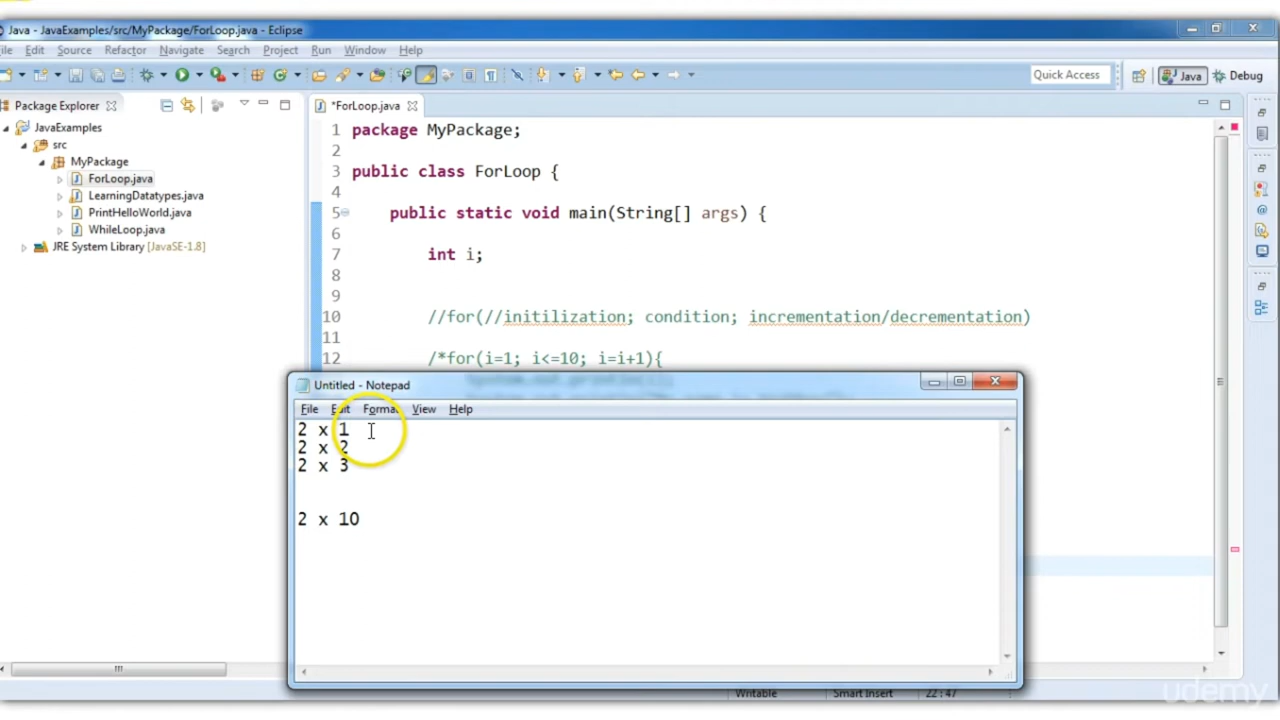 Java - JavaExamples/src/MyPackage/ForLoop.java - Eclipse
ile Edit Source Refactor Navigate Search Project Run Window Help
Quick Access Java Debug
Package Explorer
*ForLoop.java
JavaExamples
src
MyPackage
ForLoop.java
LearningDatatypes.java
PrintHelloWorld.java
WhileLoop.java
JRE System Library [JavaSE-1.8]
1 package MyPackage;
2
3 public class ForLoop {
4
5 public static void main(String[] args) {
6
7 int i;
8
9
10 //for(//initilization; condition; incrementation/decrementation)
11
12 /*for(i=1; i<=10; i=i+1){
Untitled - Notepad
File Edit Format View Help
2 x 1
2 x 2
2 x 3
2 x 10
Writable Smart Insert 22:47
udemy